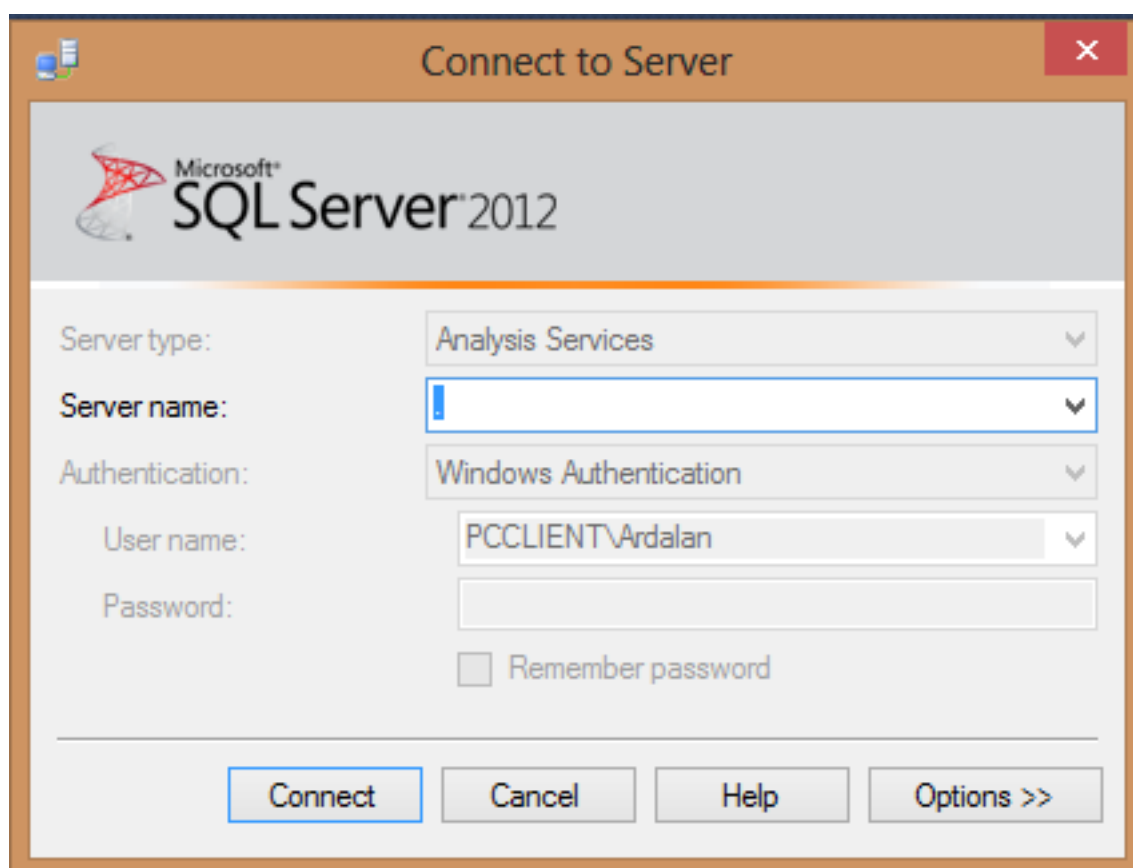 Connect to Server
Microsoft®
SQL Server® 2012
Server type: Analysis Services
Server name: .
Authentication: Windows Authentication
User name: PCCLIENT\Ardalan
Password:
Remember password
Connect Cancel Help Options >>